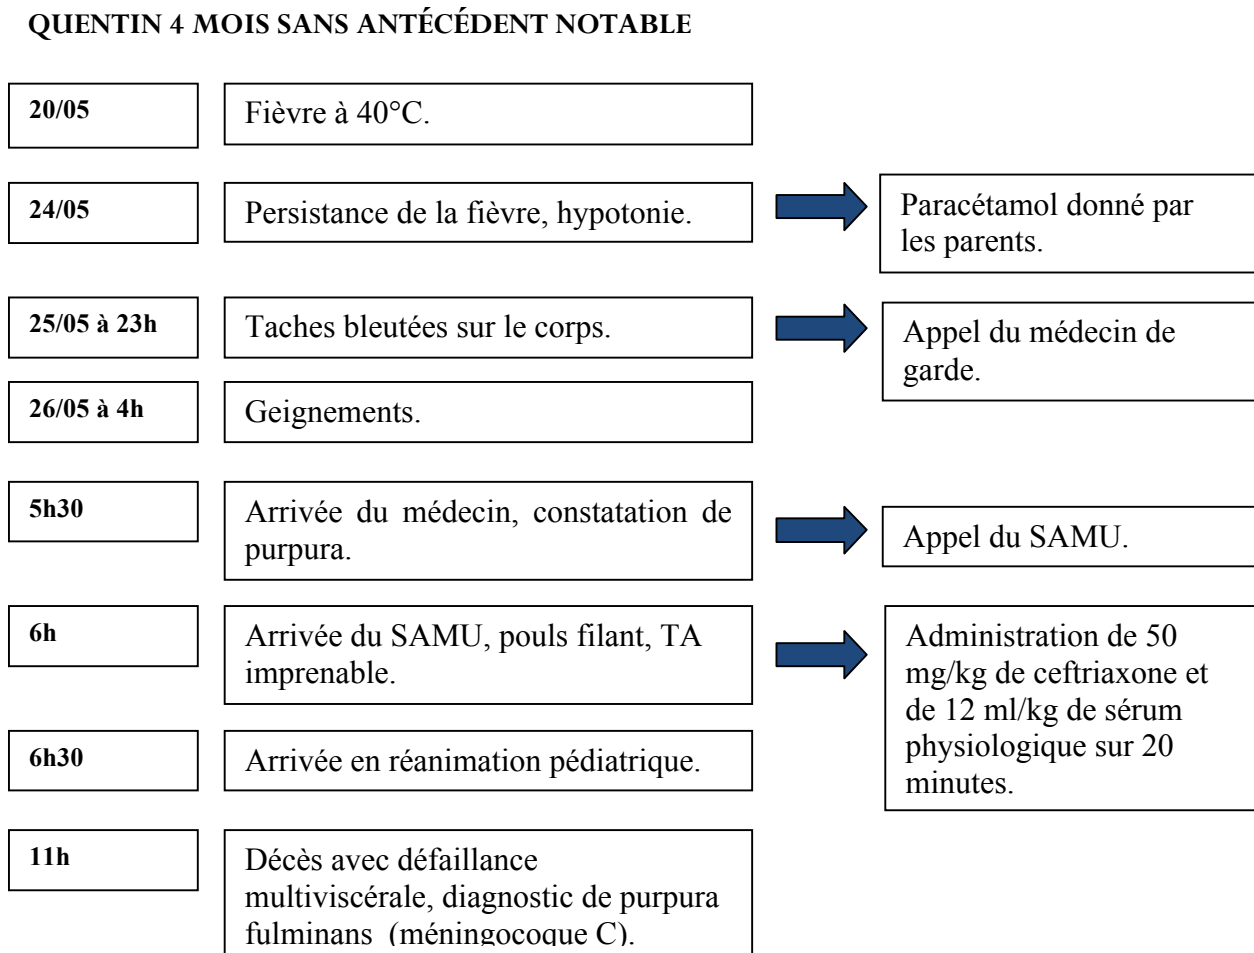 QUENTIN 4 MOIS SANS ANTÉCÉDENT NOTABLE
20/05
Fièvre à 40°C.
24/05
Persistance de la fièvre, hypotonie.
Paracétamol donné par
les parents.
25/05 à 23h
Taches bleutées sur le corps.
Appel du médecin de
garde.
26/05 à 4h
Geignements.
5h30
Arrivée du médecin, constatation de
purpura.
Appel du SAMU.
6h
Arrivée du SAMU, pouls filant, TA
imprenable.
Administration de 50
mg/kg de ceftriaxone et
de 12 ml/kg de sérum
physiologique sur 20
minutes.
6h30
Arrivée en réanimation pédiatrique.
11h
Décès avec défaillance
multiviscérale, diagnostic de purpura
fulminans (méningocoque C).